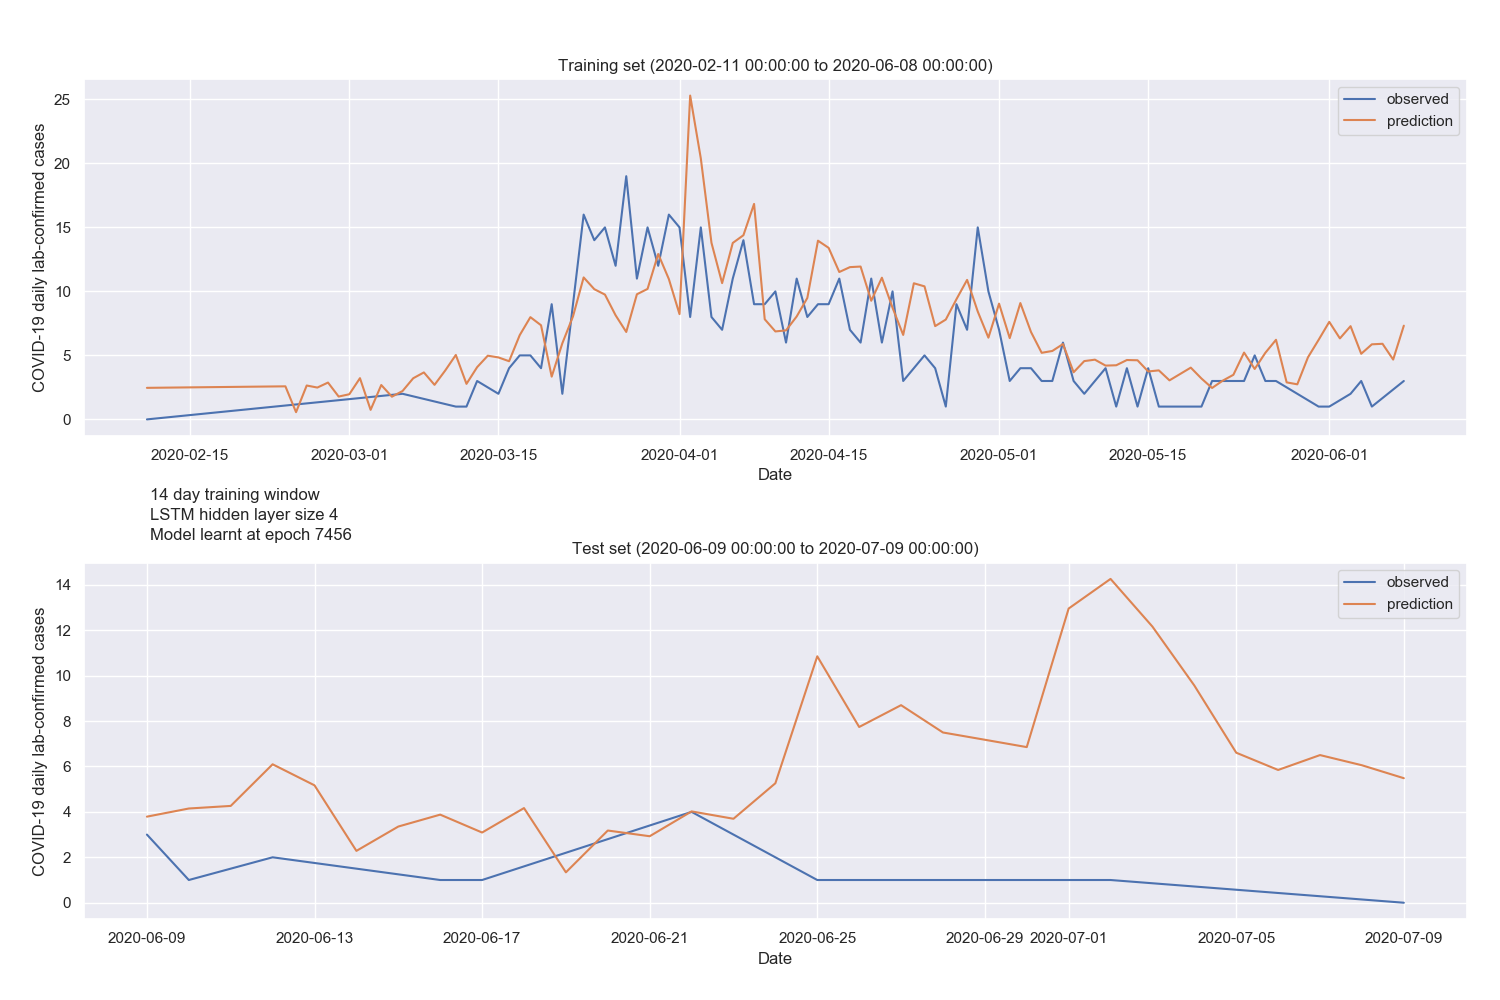 Training set (2020-02-11 00:00:00 to 2020-06-08 00:00:00)
COVID-19 daily lab-confirmed cases
25
20
15
10
5
0
observed
prediction
2020-02-15 2020-03-01 2020-03-15 2020-04-01 2020-04-15 2020-05-01 2020-05-15 2020-06-01
Date
14 day training window
LSTM hidden layer size 4
Model learnt at epoch 7456
Test set (2020-06-09 00:00:00 to 2020-07-09 00:00:00)
COVID-19 daily lab-confirmed cases
14
12
10
8
6
4
2
0
observed
prediction
2020-06-09 2020-06-13 2020-06-17 2020-06-21 2020-06-25 2020-06-29 2020-07-01 2020-07-05 2020-07-09
Date